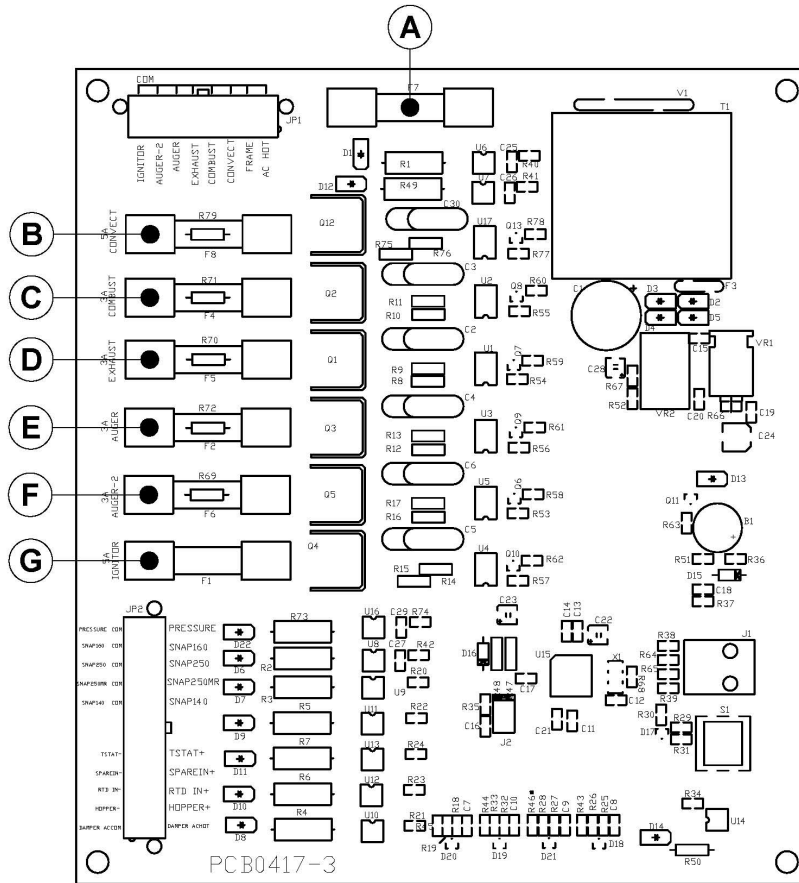 A
COM
JP1
IGNITOR
AUGER-2
AUGER
EXHAUST
COMBUST
CONVECT
FRAME
AC HOT
F7
V1
T1
D1
R1
D12
R49
U6
C25
R40
U7
C26
R41
B
5A
CONVECT
R79
F8
Q12
C30
R75
R76
U17
Q13
R78
R77
C
3A
COMBUST
R71
F4
Q2
C3
R11
R10
U2
Q8
R60
R55
C1
+
D3
D2
D4
D5
F3
D
3A
EXHAUST
R70
F5
Q1
C2
R9
R8
U1
Q7
R59
R54
C28
R67
R52
VR2
C15
VR1
C20
R66
C19
C24
E
3A
AUGER
R72
F2
Q3
C4
R13
R12
U3
Q9
R61
R56
F
3A
AUGER-2
R69
F6
Q5
C6
R17
R16
U5
Q6
R58
R53
D13
Q11
R63
B1
+
R51
R36
G
5A
IGNITOR
F1
Q4
C5
R15
R14
U4
Q10
R62
R57
D15
C18
R37
JP2
PRESSURE COM
PRESSURE
D22
R73
U16
C29
R74
SNAP160 COM
SNAP160
D6
R2
U8
C27
R42
SNAP250 COM
SNAP250
SNAP250MR COM
SNAP250MR
D7
R3
U9
R20
SNAP140 COM
SNAP140
D9
R5
U11
R22
TSTAT-
TSTAT+
D11
R7
U13
R24
SPAREIN-
SPAREIN+
RTD IN-
RTD IN+
D10
R6
U12
R23
HOPPER-
HOPPER+
DAMPER ACCOM
DAMPER ACHOT
D8
R4
U10
R21
R45
C23
D16
R48
R47
C17
R35
C16
J2
U15
C14
C13
C22
X1
R68
C12
C21
C11
R38
R64
R65
R39
J1
R30
R29
D17
R31
S1
R18
C7
R19
D20
R44
R33
R32
C10
D19
R46*
R28
R27
C9
D21
R43
R26
R25
C8
D18
R34
U14
D14
R50
PCB0417-3